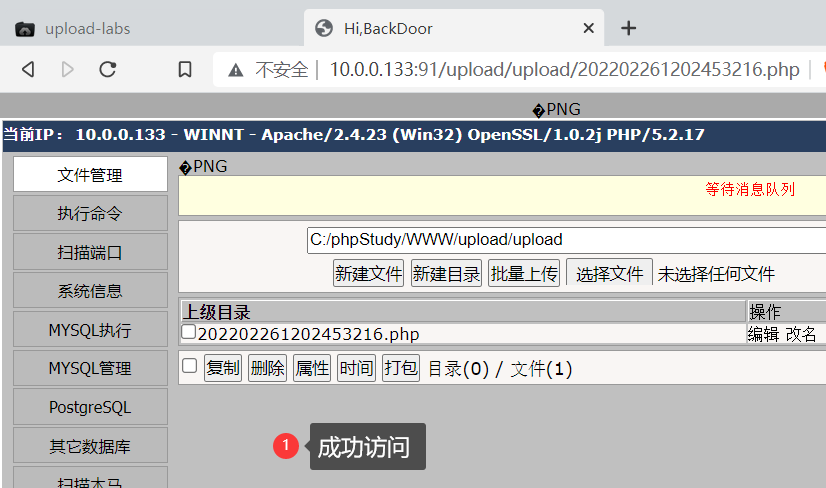 upload-labs
Hi,BackDoor
不安全 | 10.0.0.133:91/upload/upload/202202261202453216.php
�PNG
当前IP： 10.0.0.133 - WINNT - Apache/2.4.23 (Win32) OpenSSL/1.0.2j PHP/5.2.17
文件管理
�PNG
等待消息队列
执行命令
C:/phpStudy/WWW/upload/upload
扫描端口
新建文件 新建目录 批量上传 选择文件 未选择任何文件
系统信息
上级目录 操作
MYSQL执行
202202261202453216.php 编辑 改名
MYSQL管理
复制 删除 属性 时间 打包 目录(0) / 文件(1)
PostgreSQL
其它数据库
1 成功访问
扫描木马